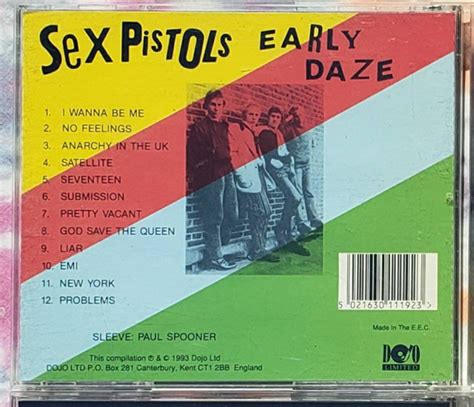 SEX PISTOLS EARLY
DAZE
1. I WANNA BE ME
2. NO FEELINGS
3. ANARCHY IN THE UK
4. SATELLITE
5. SEVENTEEN
6. SUBMISSION
7. PRETTY VACANT
8. GOD SAVE THE QUEEN
9. LIAR
10. EMI
11. NEW YORK
12. PROBLEMS
SLEEVE: PAUL SPOONER
This compilation ℗ & © 1993 Dojo Ltd
DOJO LTD P.O. Box 281 Canterbury, Kent CT1 2BB England
5 021630 111923 >
Made In The E.E.C.
DOJO
LIMITED